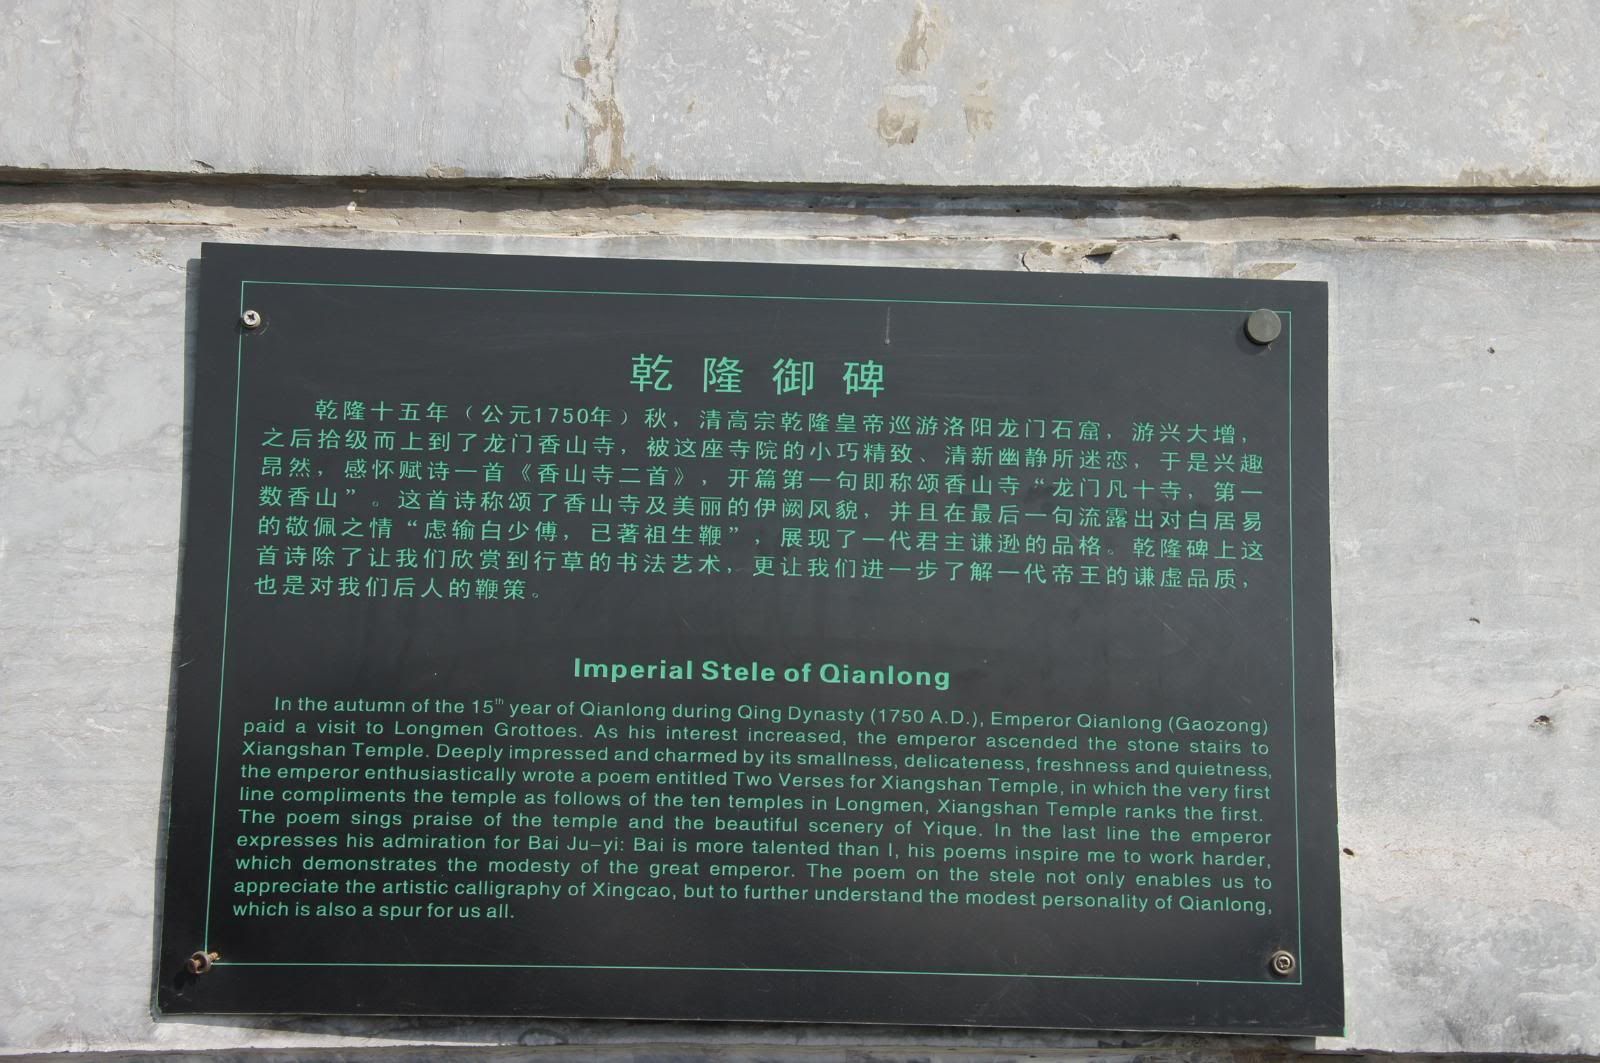 乾隆御碑
乾隆十五年（公元1750年）秋，清高宗乾隆皇帝巡游洛阳龙门石窟，游兴大增，
之后拾级而上到了龙门香山寺，被这座寺院的小巧精致、清新幽静所迷恋，于是兴趣
昂然，感怀赋诗一首《香山寺二首》，开篇第一句即称颂香山寺“龙门凡十寺，第一
数香山”。这首诗称颂了香山寺及美丽的伊阙风貌，并且在最后一句流露出对白居易
的敬佩之情“虑输白少傅，已著祖生鞭”，展现了一代君主谦逊的品格。乾隆碑上这
首诗除了让我们欣赏到行草的书法艺术，更让我们进一步了解一代帝王的谦虚品质，
也是对我们后人的鞭策。
Imperial Stele of Qianlong
In the autumn of the 15th year of Qianlong during Qing Dynasty (1750 A.D.), Emperor Qianlong (Gaozong)
paid a visit to Longmen Grottoes. As his interest increased, the emperor ascended the stone stairs to
Xiangshan Temple. Deeply impressed and charmed by its smallness, delicateness, freshness and quietness,
the emperor enthusiastically wrote a poem entitled Two Verses for Xiangshan Temple, in which the very first
line compliments the temple as follows of the ten temples in Longmen, Xiangshan Temple ranks the first.
The poem sings praise of the temple and the beautiful scenery of Yique. In the last line the emperor
expresses his admiration for Bai Ju-yi: Bai is more talented than I, his poems inspire me to work harder,
which demonstrates the modesty of the great emperor. The poem on the stele not only enables us to
appreciate the artistic calligraphy of Xingcao, but to further understand the modest personality of Qianlong,
which is also a spur for us all.